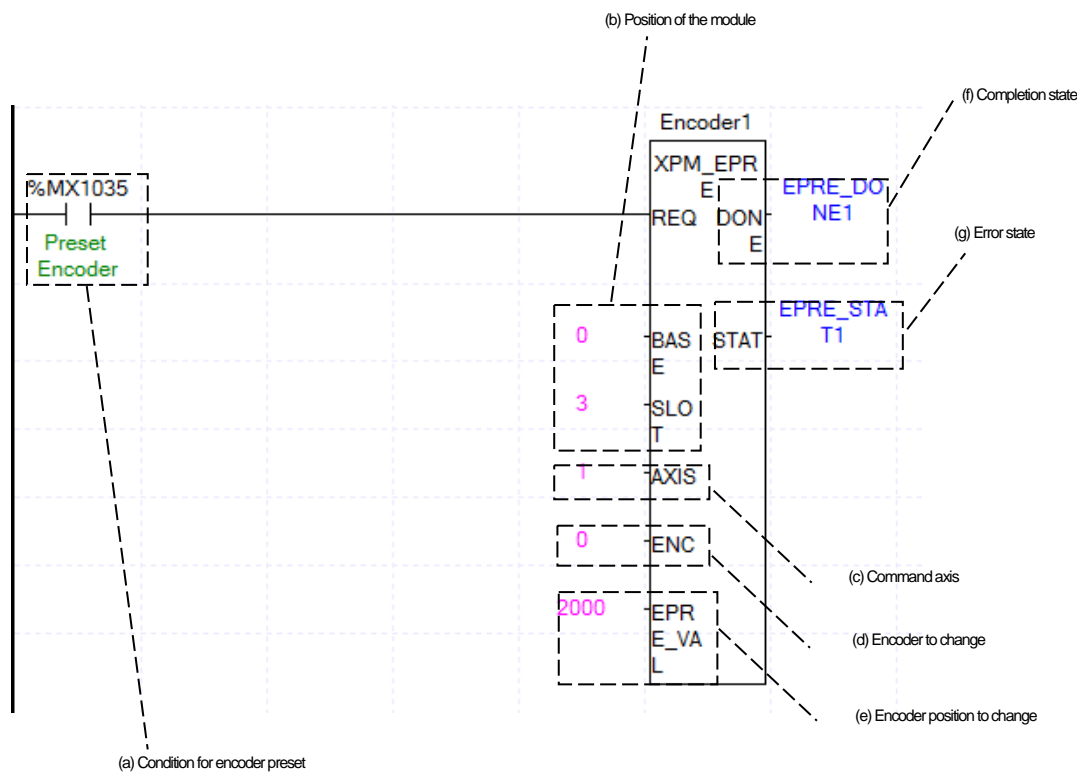 (b) Position of the module
(f) Completion state
Encoder1
%MX1035
XPM_EPR
E
EPRE_DO
NE1
REQ
DON
E
Preset
Encoder
(g) Error state
EPRE_STA
T1
0
BAS
E
STAT
3
SLO
T
1
AXIS
0
ENC
(c) Command axis
2000
EPR
E_VA
L
(d) Encoder to change
(e) Encoder position to change
(a) Condition for encoder preset